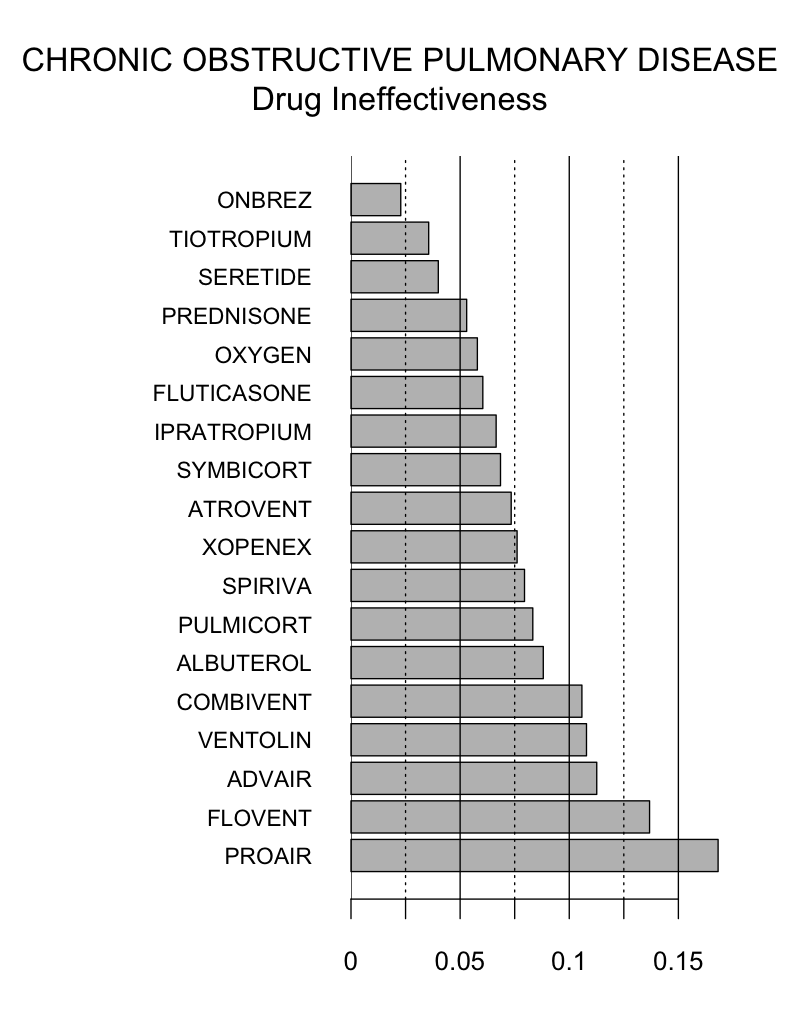 CHRONIC OBSTRUCTIVE PULMONARY DISEASE
Drug Ineffectiveness
ONBREZ
TIOTROPIUM
SERETIDE
PREDNISONE
OXYGEN
FLUTICASONE
IPRATROPIUM
SYMBICORT
ATROVENT
XOPENEX
SPIRIVA
PULMICORT
ALBUTEROL
COMBIVENT
VENTOLIN
ADVAIR
FLOVENT
PROAIR
0 0.05 0.1 0.15